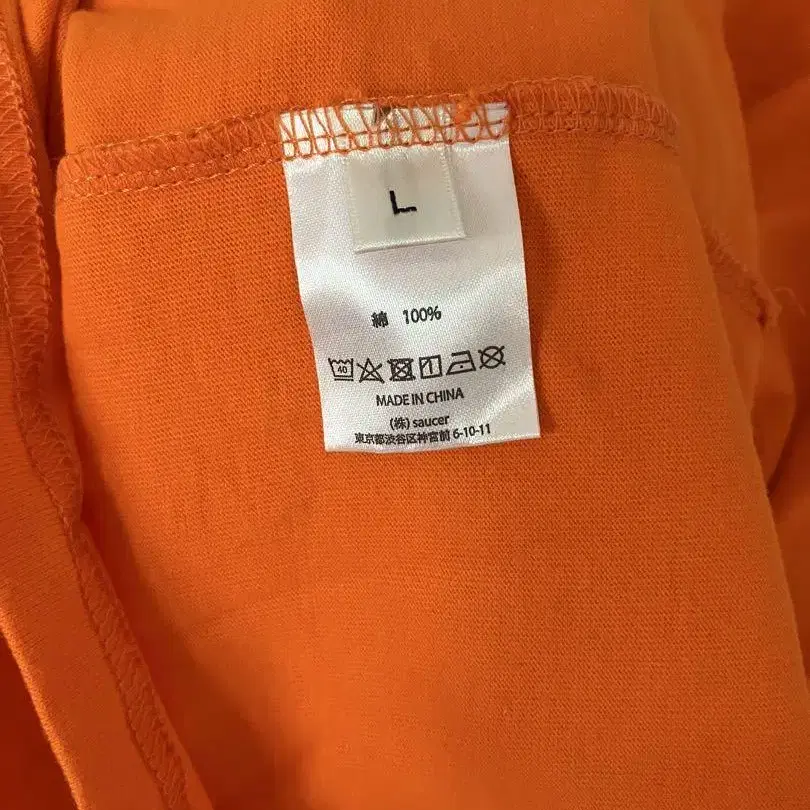 L
綿 100%
40
MADE IN CHINA
(株) saucer
東京都渋谷区神宮前 6-10-11